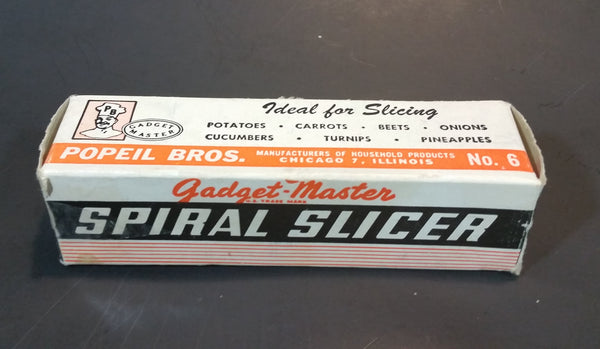 PB
GADGET
MASTER
Ideal for Slicing
POTATOES • CARROTS • BEETS • ONIONS
CUCUMBERS • TURNIPS • PINEAPPLES
POPEIL BROS.
MANUFACTURERS OF HOUSEHOLD PRODUCTS
CHICAGO 7, ILLINOIS
No. 6
Gadget-Master
U.S. TRADE MARK
SPIRAL SLICER